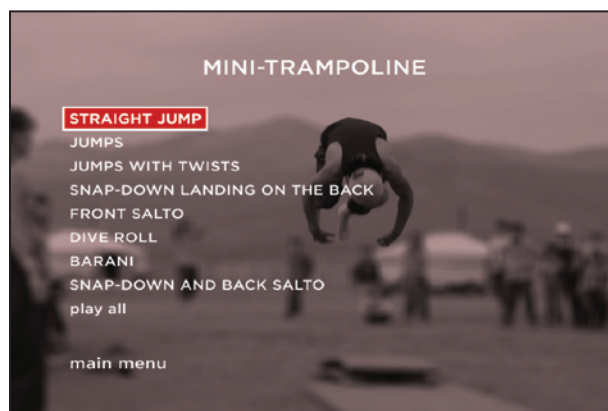 MINI-TRAMPOLINE
STRAIGHT JUMP
JUMPS
JUMPS WITH TWISTS
SNAP-DOWN LANDING ON THE BACK
FRONT SALTO
DIVE ROLL
BARANI
SNAP-DOWN AND BACK SALTO
play all
main menu